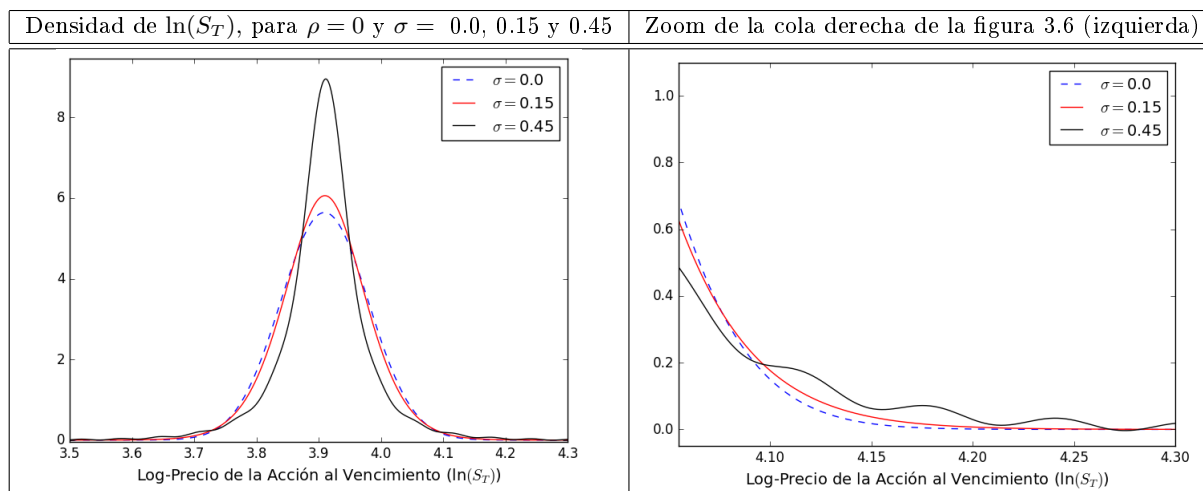 Densidad de ln(S_T), para ρ = 0 y σ = 0.0, 0.15 y 0.45
Zoom de la cola derecha de la figura 3.6 (izquierda)
σ = 0.0
σ = 0.15
σ = 0.45
8
6
4
2
0
3.5 3.6 3.7 3.8 3.9 4.0 4.1 4.2 4.3
Log-Precio de la Acción al Vencimiento (ln(S_T))
σ = 0.0
σ = 0.15
σ = 0.45
1.0
0.8
0.6
0.4
0.2
0.0
4.10 4.15 4.20 4.25 4.30
Log-Precio de la Acción al Vencimiento (ln(S_T))